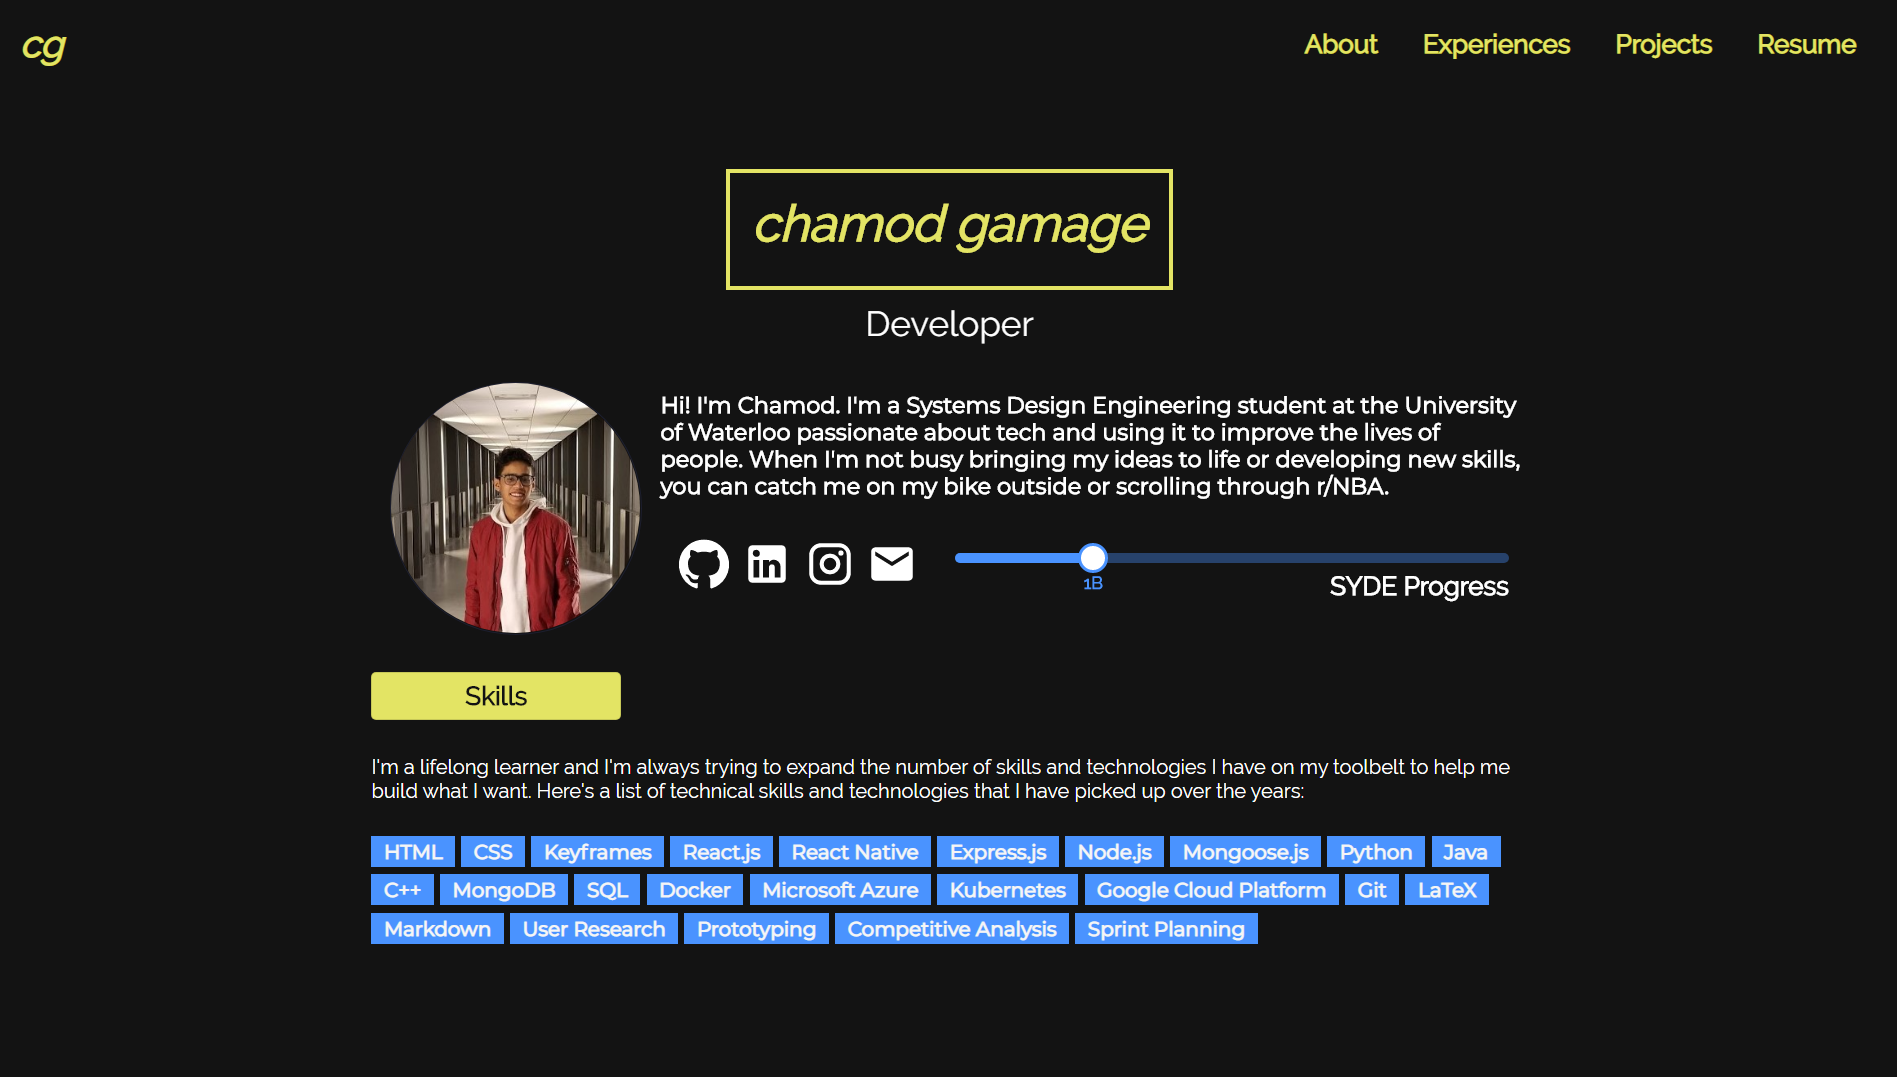 cg
About Experiences Projects Resume
chamod gamage
Developer
Hi! I'm Chamod. I'm a Systems Design Engineering student at the University
of Waterloo passionate about tech and using it to improve the lives of
people. When I'm not busy bringing my ideas to life or developing new skills,
you can catch me on my bike outside or scrolling through r/NBA.
in
1B
SYDE Progress
Skills
I'm a lifelong learner and I'm always trying to expand the number of skills and technologies I have on my toolbelt to help me
build what I want. Here's a list of technical skills and technologies that I have picked up over the years:
HTML CSS Keyframes React.js React Native Express.js Node.js Mongoose.js Python Java
C++ MongoDB SQL Docker Microsoft Azure Kubernetes Google Cloud Platform Git LaTeX
Markdown User Research Prototyping Competitive Analysis Sprint Planning